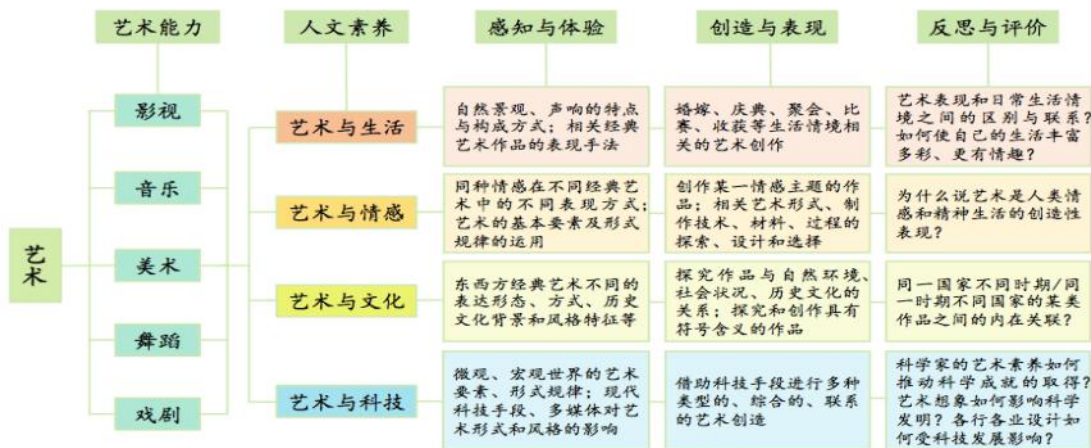 艺术能力
人文素养
感知与体验
创造与表现
反思与评价
艺术
影视
音乐
美术
舞蹈
戏剧
艺术与生活
自然景观、声响的特点
与构成方式；相关经典
艺术作品的表现手法
婚嫁、庆典、聚会、比
赛、收获等生活情境相
关的艺术创作
艺术表现和日常生活情
境之间的区别与联系？
如何使自己的生活丰富
多彩、更有情趣？
艺术与情感
同种情感在不同经典艺
术中的不同表现方式；
艺术的基本要素及形式
规律的运用
创作某一情感主题的作
品；相关艺术形式、制
作技术、材料、过程的
探索、设计和选择
为什么说艺术是人类情
感和精神生活的创造性
表现？
艺术与文化
东西方经典艺术不同的
表达形态、方式、历史
文化背景和风格特征等
探究作品与自然环境、
社会状况、历史文化的
关系；探究和创作具有
符号含义的作品
同一国家不同时期/同
一时期不同国家的某类
作品之间的内在关联？
艺术与科技
微观、宏观世界的艺术
要素、形式规律；现代
科技手段、多媒体对艺
术形式和风格的影响
借助科技手段进行多种
类型的、综合的、联系
的艺术创造
科学家的艺术素养如何
推动科学成就的取得？
艺术想象如何影响科学
发明？各行各业设计如
何受科技发展影响？